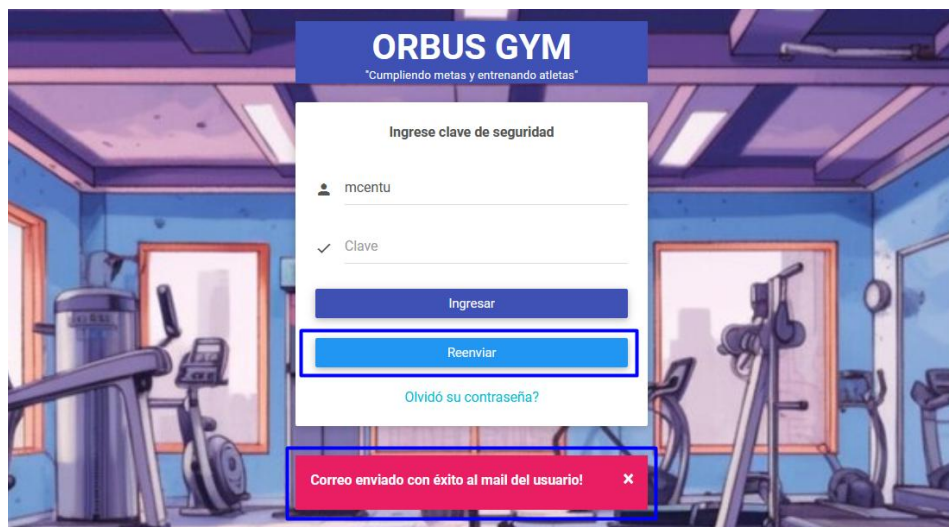 ORBUS GYM
"Cumpliendo metas y entrenando atletas"
Ingrese clave de seguridad
mcentu
Clave
Ingresar
Reenviar
Olvidó su contraseña?
Correo enviado con éxito al mail del usuario! ×